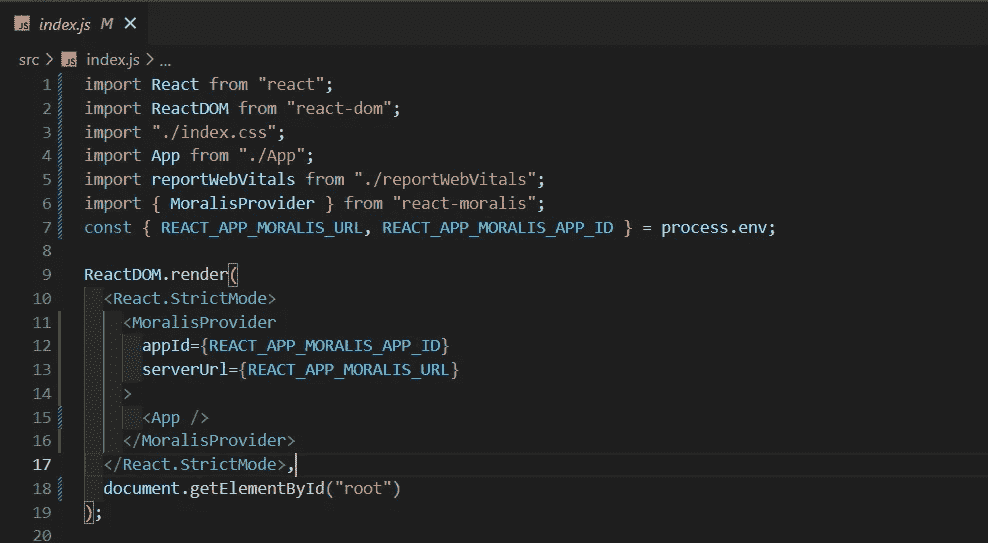 JS index.js M X
src > JS index.js > ...
1 import React from "react";
2 import ReactDOM from "react-dom";
3 import "./index.css";
4 import App from "./App";
5 import reportWebVitals from "./reportWebVitals";
6 import { MoralisProvider } from "react-moralis";
7 const { REACT_APP_MORALIS_URL, REACT_APP_MORALIS_APP_ID } = process.env;
8
9 ReactDOM.render(
10   <React.StrictMode>
11     <MoralisProvider
12       appId={REACT_APP_MORALIS_APP_ID}
13       serverUrl={REACT_APP_MORALIS_URL}
14     >
15       <App />
16     </MoralisProvider>
17   </React.StrictMode>,
18   document.getElementById("root")
19 );
20